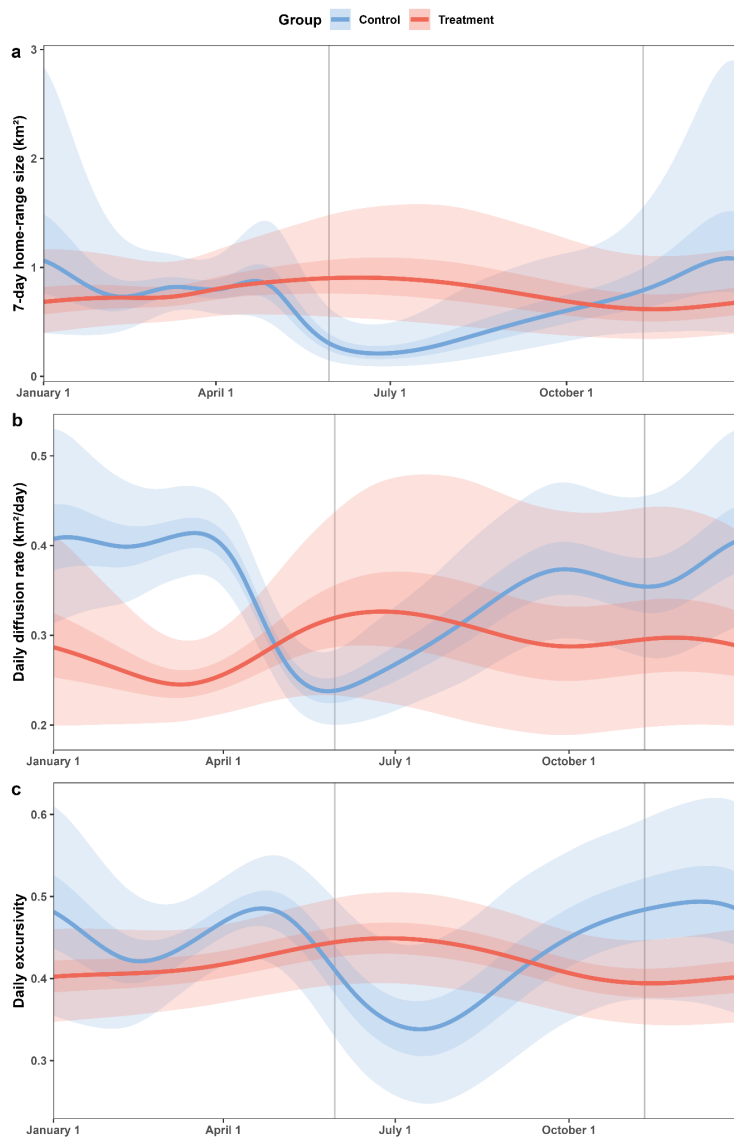 Group Control Treatment
a
7-day home-range size (km²)
3
2
1
0
January 1 April 1 July 1 October 1
b
Daily diffusion rate (km²/day)
0.5
0.4
0.3
0.2
January 1 April 1 July 1 October 1
c
Daily excursivity
0.6
0.5
0.4
0.3
January 1 April 1 July 1 October 1